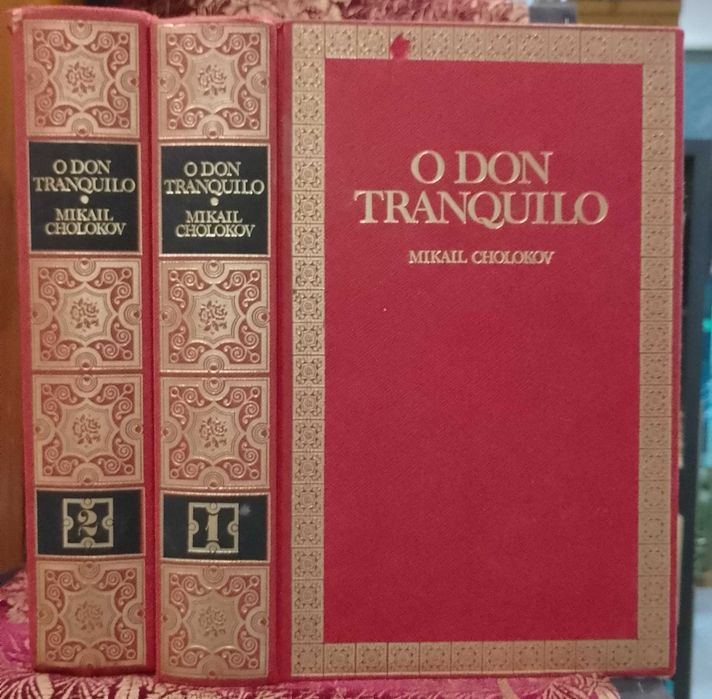 O DON
TRANQUILO
MIKAIL
CHOLOKOV
2
O DON
TRANQUILO
MIKAIL
CHOLOKOV
1
O DON
TRANQUILO
MIKAIL CHOLOKOV